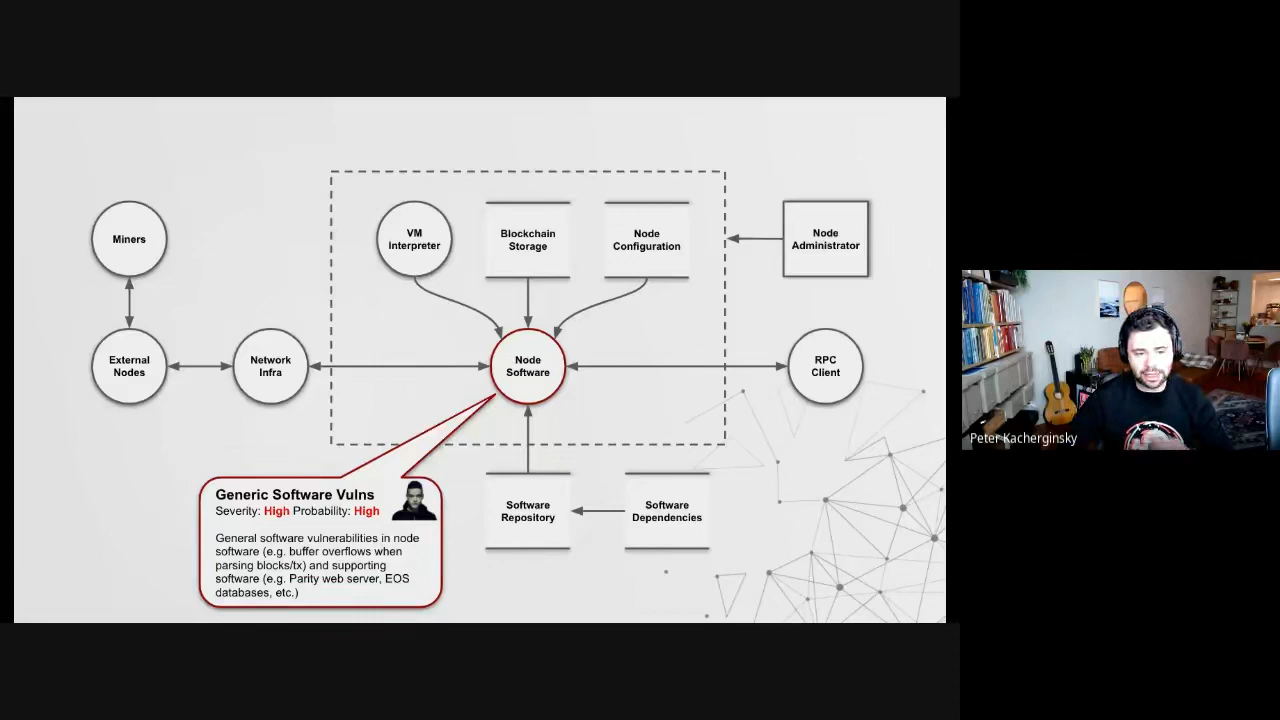 Miners
VM
Interpreter
Blockchain
Storage
Node
Configuration
Node
Administrator
External
Nodes
Network
Infra
Node
Software
RPC
Client
Generic Software Vulns
Severity: High Probability: High
General software vulnerabilities in node
software (e.g. buffer overflows when
parsing blocks/tx) and supporting
software (e.g. Parity web server, EOS
databases, etc.)
Software
Repository
Software
Dependencies
Peter Kacherginsky